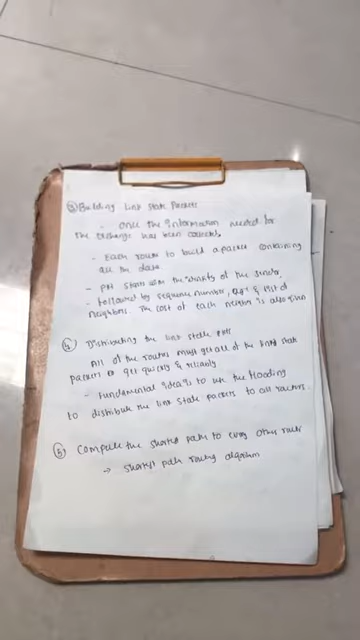 ③ Building Link State Packets
- once the information needed for
the exchange has been collected,
- Each router to build a packet containing
all the data
- Pkt starts with the identity of the sender,
- Followed by sequence number, age & list of
neighbors. The cost of each neighbor is also given
④ Distributing the link state pkts
All of the routers must get all of the link state
packets to get quickly & reliably
- Fundamental idea is to use the flooding
to distribute the link state packets to all routers.
⑤ Compute the shortest path to every other router
→ shortest path routing algorithm